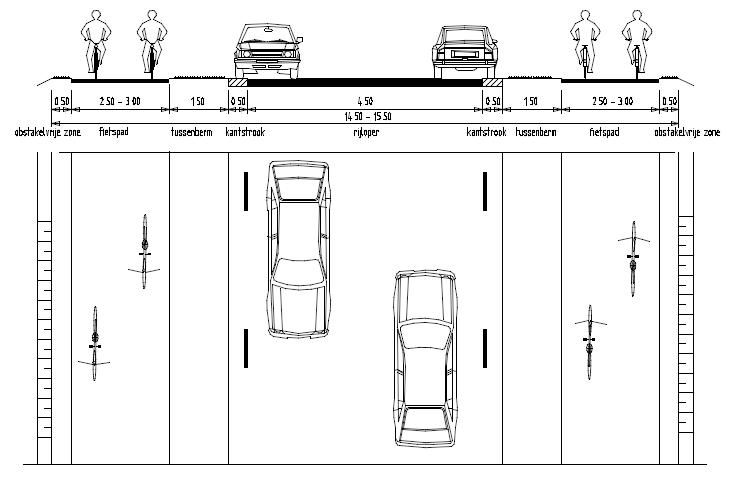 0.50 2.50 - 3.00 1.50 0.50 4.50 0.50 1.50 2.50 - 3.00 0.50
14.50 - 15.50
obstakelvrije zone fietspad tussenberm kantstrook rijloper kantstrook tussenberm fietspad obstakelvrije zone